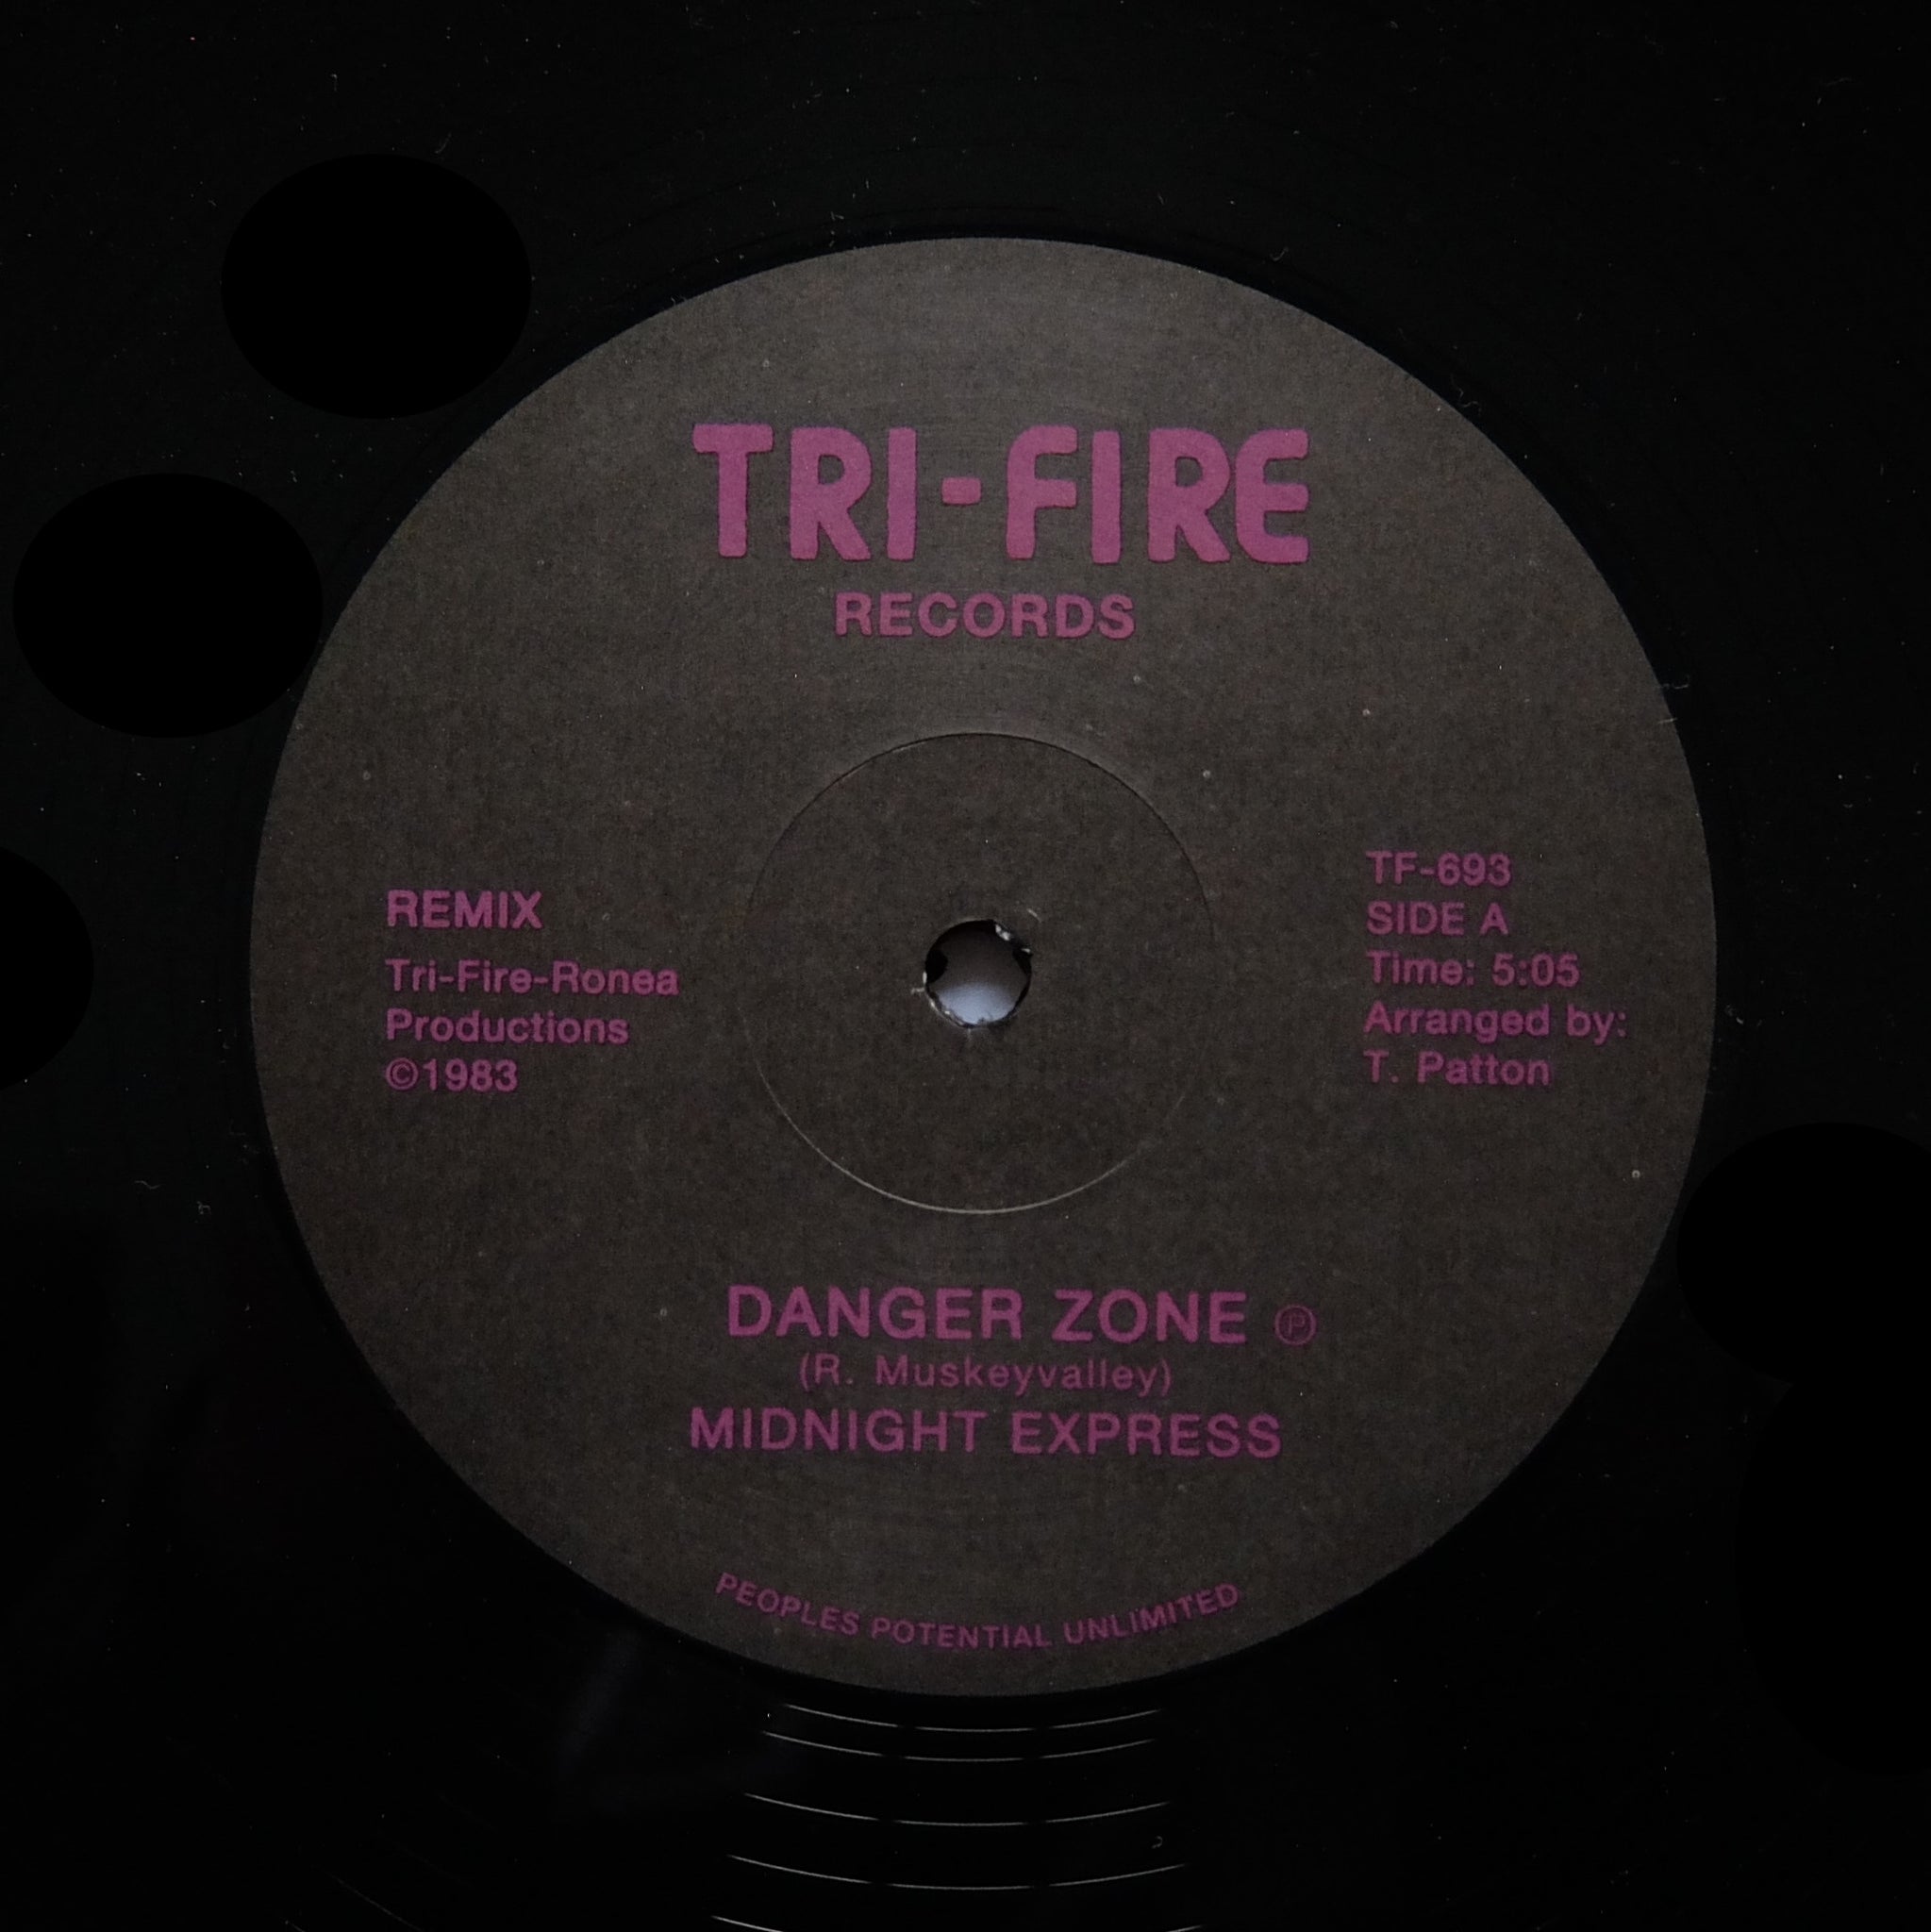 TRI-FIRE
RECORDS
REMIX
Tri-Fire-Ronea
Productions
©1983
TF-693
SIDE A
Time: 5:05
Arranged by:
T. Patton
DANGER ZONE ℗
(R. Muskeyvalley)
MIDNIGHT EXPRESS
PEOPLES POTENTIAL UNLIMITED